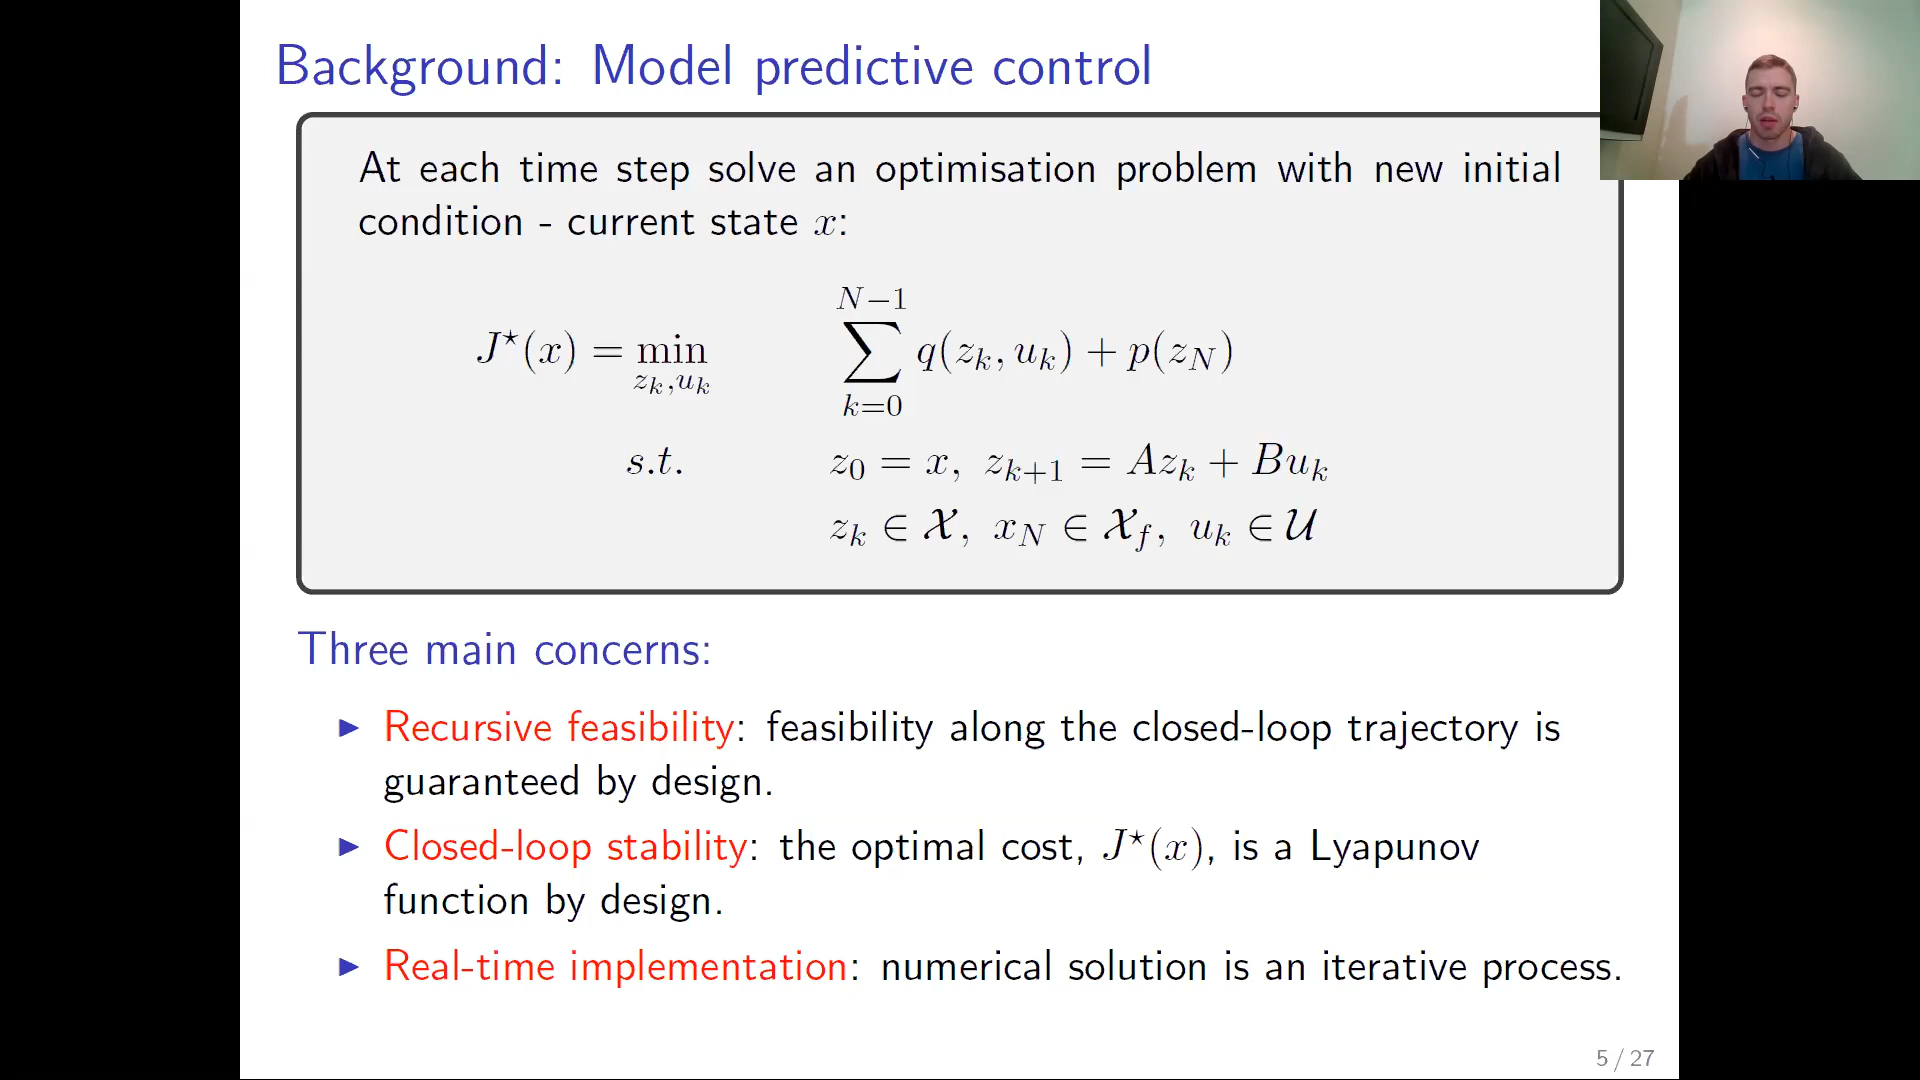 Background: Model predictive control
At each time step solve an optimisation problem with new initial
condition - current state x:
J⋆(x) = min_{z_k,u_k} ∑_{k=0}^{N−1} q(z_k, u_k) + p(z_N)
s.t. z_0 = x, z_{k+1} = Az_k + Bu_k
z_k ∈ 𝒳, x_N ∈ 𝒳_f, u_k ∈ 𝒰
Three main concerns:
▶ Recursive feasibility: feasibility along the closed-loop trajectory is
guaranteed by design.
▶ Closed-loop stability: the optimal cost, J⋆(x), is a Lyapunov
function by design.
▶ Real-time implementation: numerical solution is an iterative process.
5 / 27